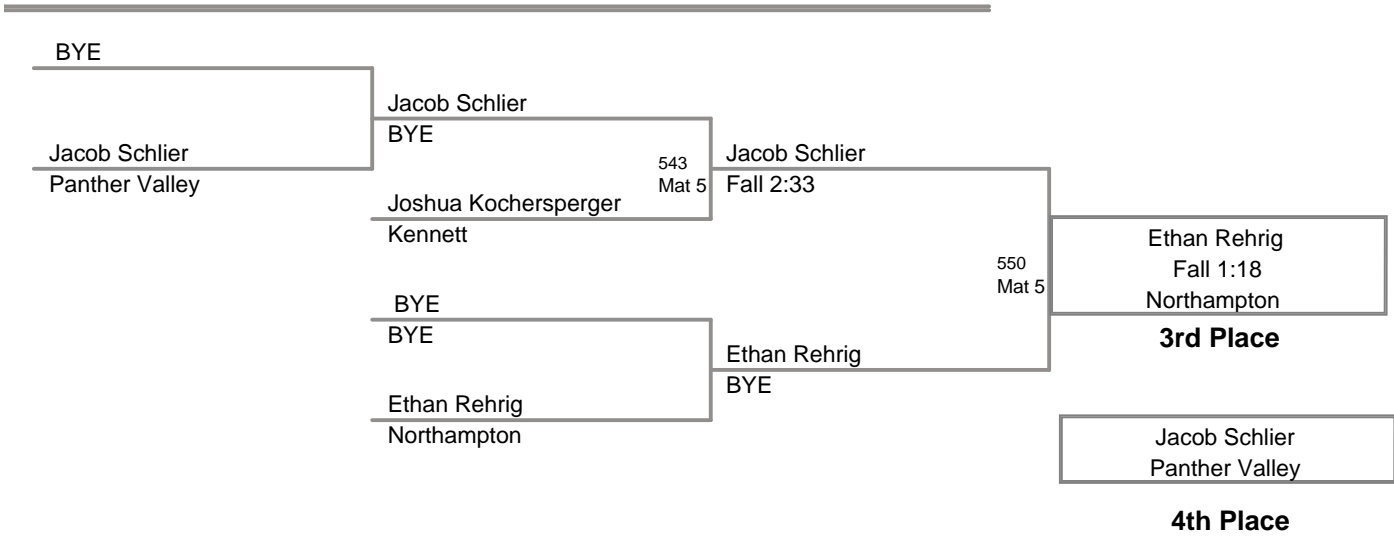 BYE
Jacob Schlier
Panther Valley
Jacob Schlier
BYE
Joshua Kochersperger
Kennett
BYE
BYE
Ethan Rehrig
Northampton
543
Mat 5
Jacob Schlier
Fall 2:33
Ethan Rehrig
BYE
550
Mat 5
Ethan Rehrig
Fall 1:18
Northampton
3rd Place
Jacob Schlier
Panther Valley
4th Place